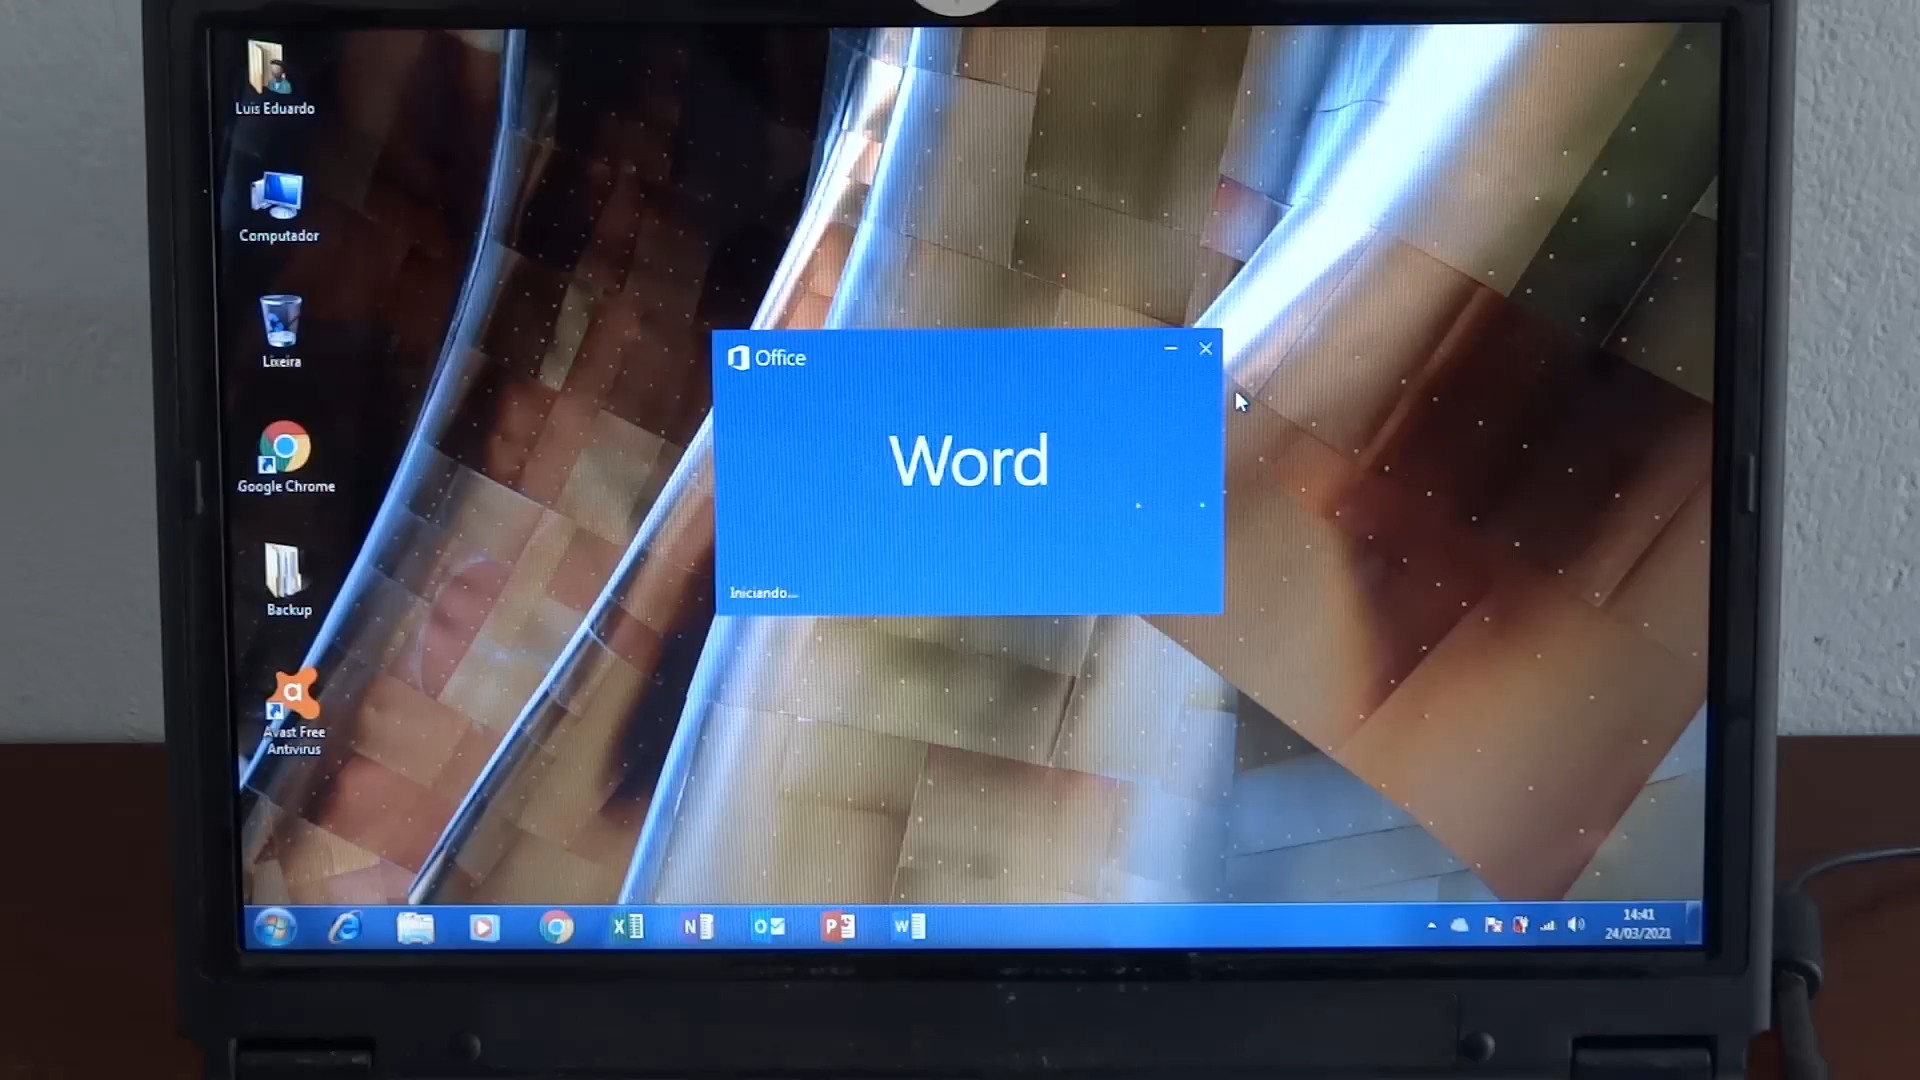 Luis Eduardo
Computador
Lixeira
Google Chrome
Backup
a
Avast Free
Antivirus
Office
Word
Iniciando...
X
N
O
P
W
14:41
24/03/2021